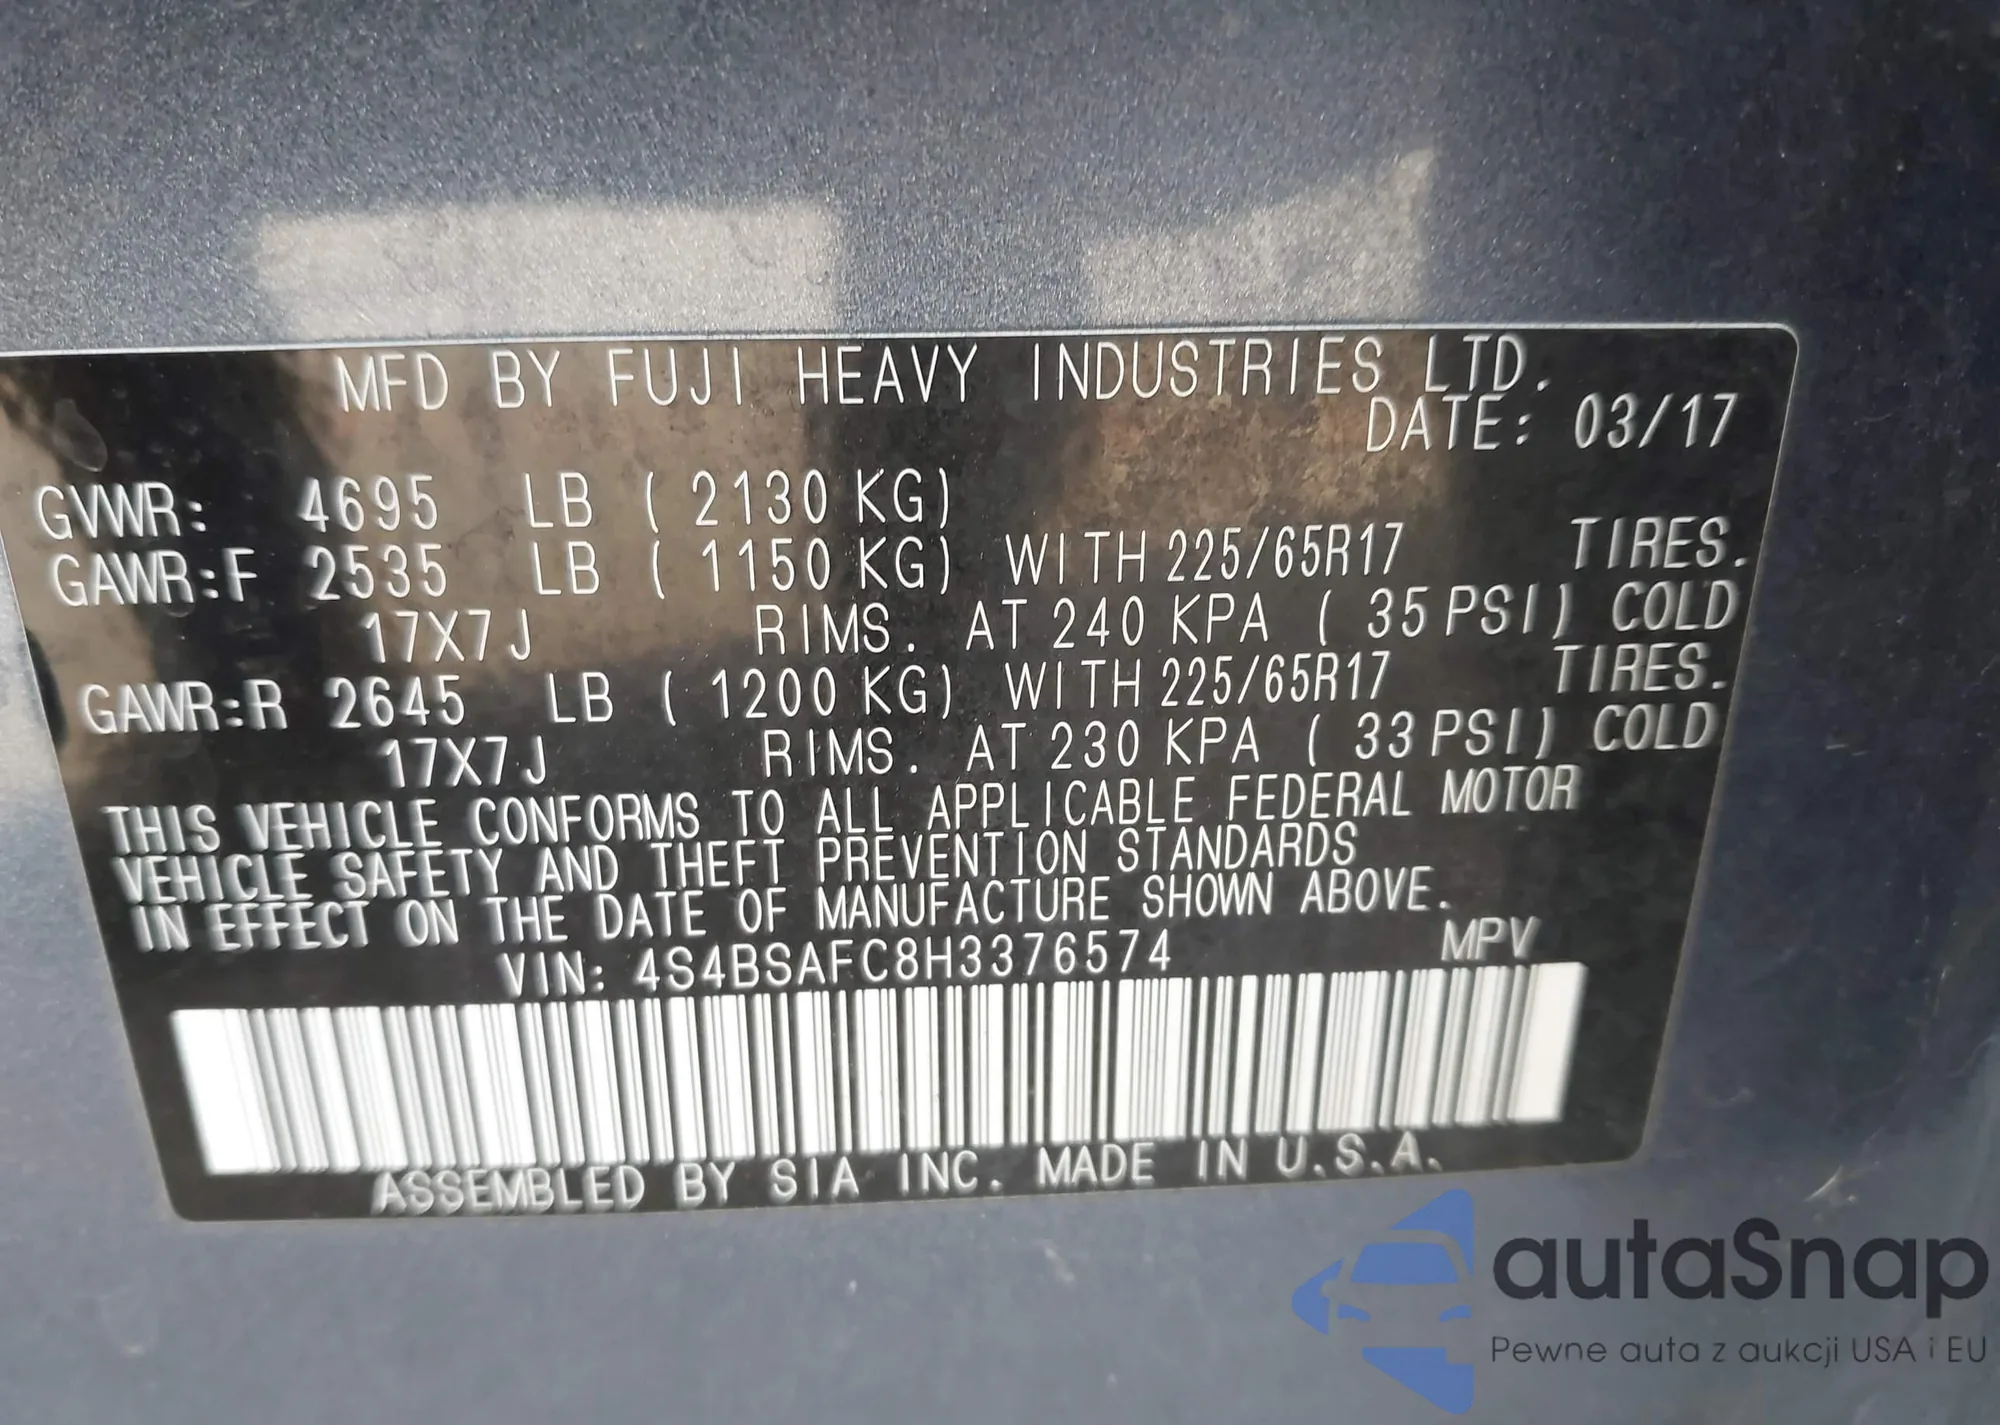 MFD BY FUJI HEAVY INDUSTRIES LTD.
DATE: 03/17
GVWR: 4695 LB ( 2130 KG)
GAWR:F 2535 LB ( 1150 KG) WITH 225/65R17 TIRES.
17X7J RIMS. AT 240 KPA ( 35 PSI) COLD
GAWR:R 2645 LB ( 1200 KG) WITH 225/65R17 TIRES.
17X7J RIMS. AT 230 KPA ( 33 PSI) COLD
THIS VEHICLE CONFORMS TO ALL APPLICABLE FEDERAL MOTOR
VEHICLE SAFETY AND THEFT PREVENTION STANDARDS
IN EFFECT ON THE DATE OF MANUFACTURE SHOWN ABOVE.
VIN: 4S4BSAFC8H3376574 MPV
ASSEMBLED BY SIA INC. MADE IN U.S.A.
autaSnap
Pewne auta z aukcji USA i EU